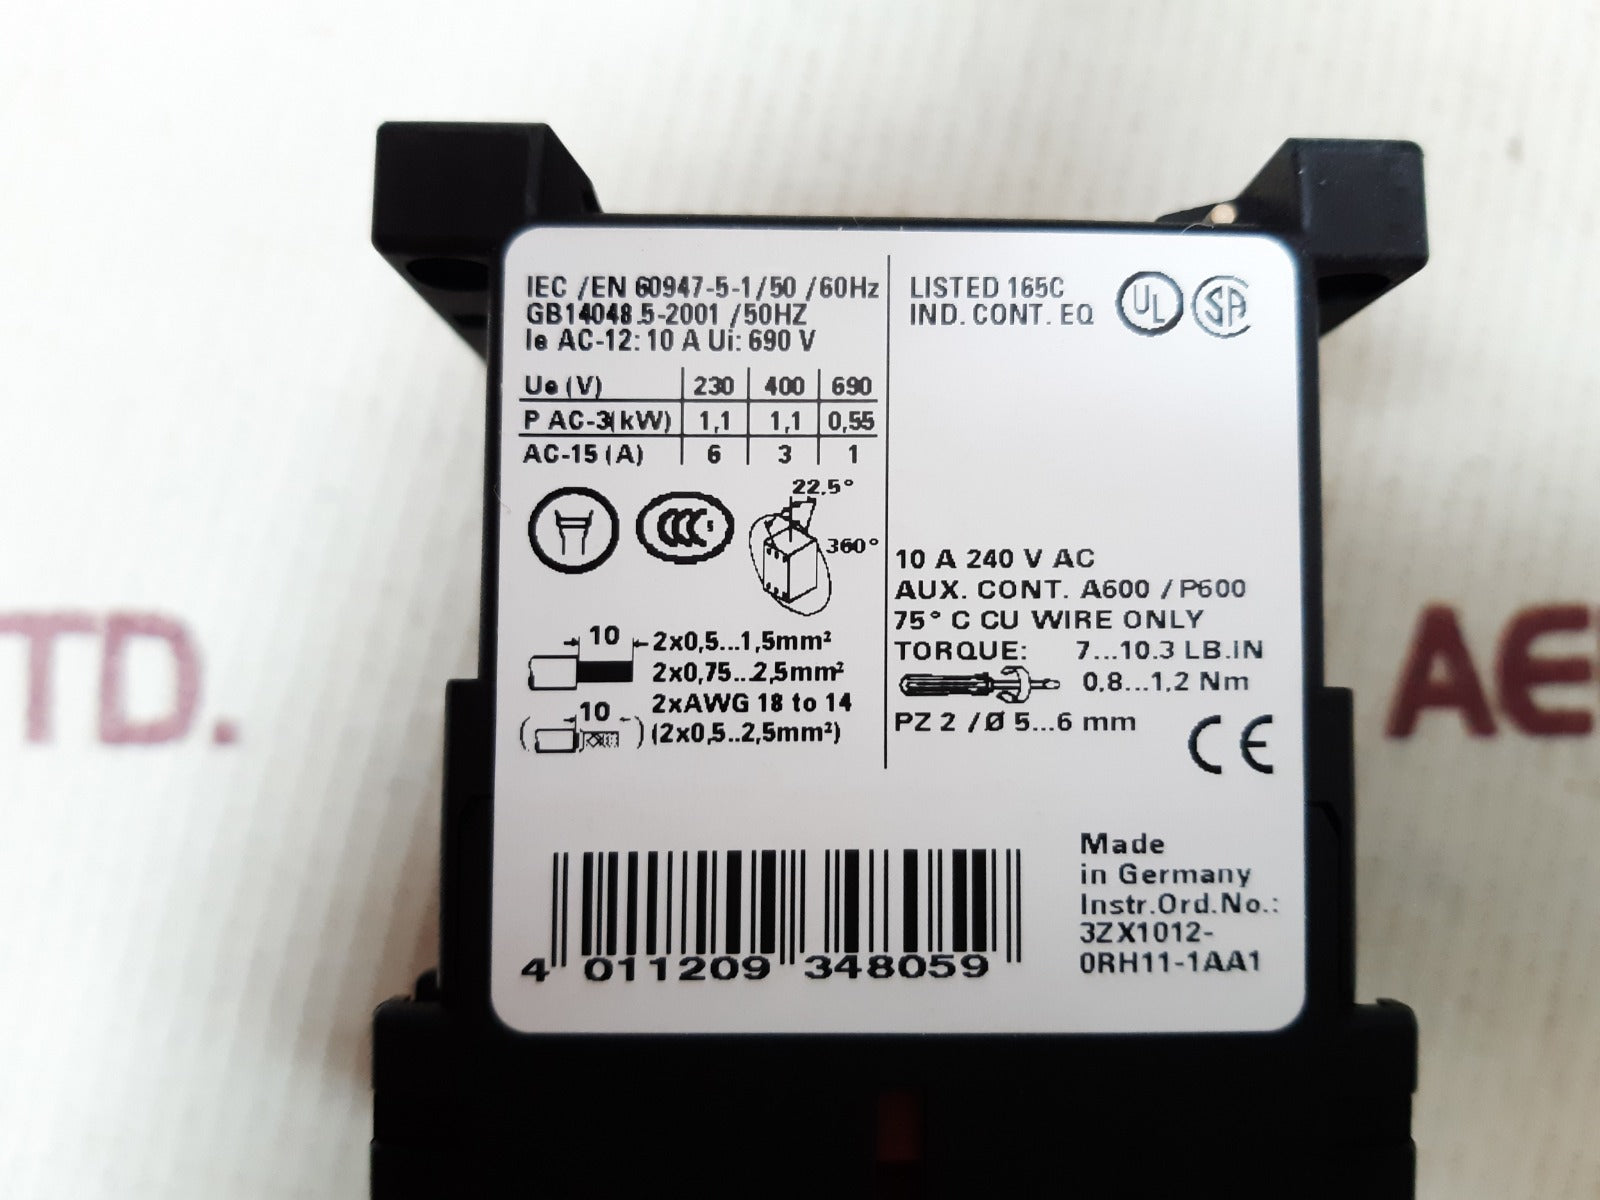 IEC /EN 60947-5-1/50 /60Hz
GB14048.5-2001 /50HZ
Ie AC-12: 10 A Ui: 690 V
Ue (V) 230 400 690
P AC-3(kW) 1,1 1,1 0,55
AC-15 (A) 6 3 1
CCC S
22.5°
360°
10 2x0,5...1,5mm²
2x0,75...2,5mm²
2xAWG 18 to 14
( 10 ) (2x0,5..2,5mm²)
LISTED 165C
IND. CONT. EQ
UL
SA
10 A 240 V AC
AUX. CONT. A600 / P600
75° C CU WIRE ONLY
TORQUE: 7...10.3 LB.IN
0,8...1,2 Nm
PZ 2 / Ø 5...6 mm
CE
4 011209 348059
Made
in Germany
Instr.Ord.No.:
3ZX1012-
0RH11-1AA1
TD.
AE